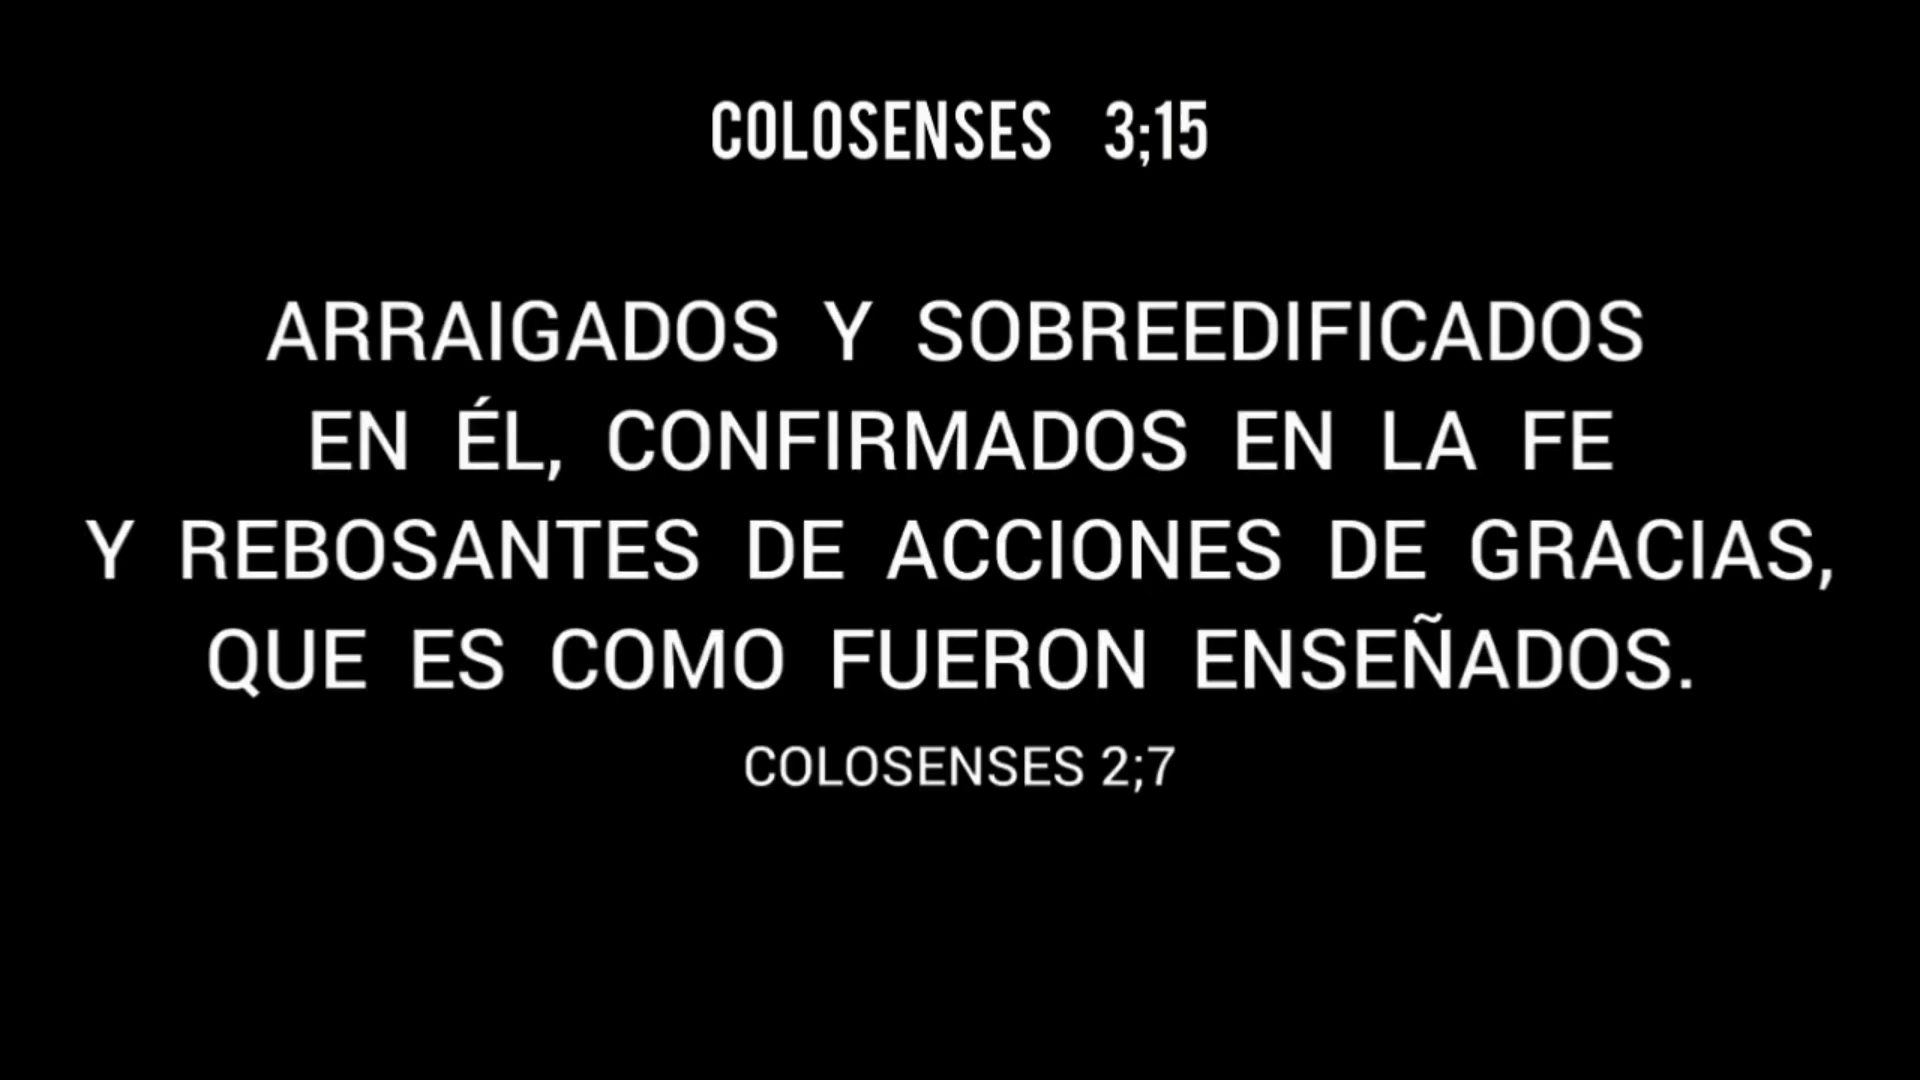 COLOSENSES 3;15
ARRAIGADOS Y SOBREEDIFICADOS
EN ÉL, CONFIRMADOS EN LA FE
Y REBOSANTES DE ACCIONES DE GRACIAS,
QUE ES COMO FUERON ENSEÑADOS.
COLOSENSES 2;7